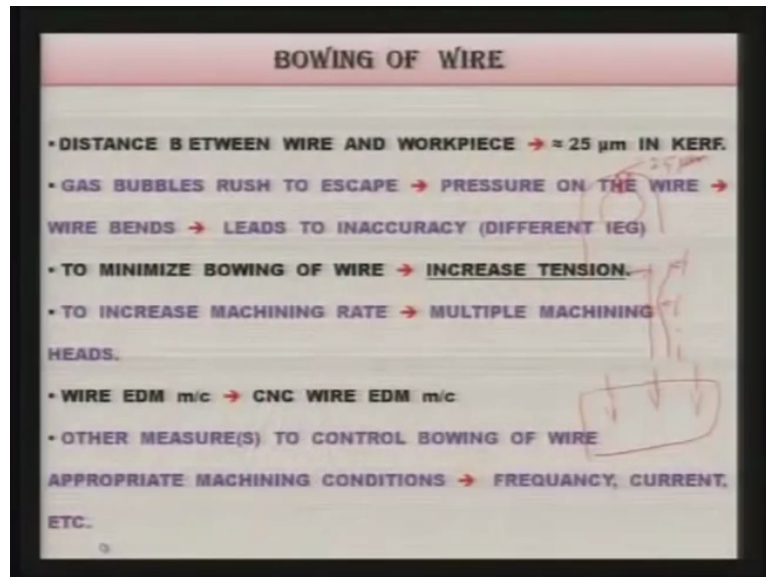 BOWING OF WIRE
• DISTANCE B ETWEEN WIRE AND WORKPIECE → ≈ 25 µm IN KERF.
25 µm
• GAS BUBBLES RUSH TO ESCAPE → PRESSURE ON THE WIRE →
WIRE BENDS → LEADS TO INACCURACY (DIFFERENT IEG)
• TO MINIMIZE BOWING OF WIRE → INCREASE TENSION.
• TO INCREASE MACHINING RATE → MULTIPLE MACHINING
HEADS.
• WIRE EDM m/c → CNC WIRE EDM m/c
• OTHER MEASURE(S) TO CONTROL BOWING OF WIRE
APPROPRIATE MACHINING CONDITIONS → FREQUANCY, CURRENT,
ETC.